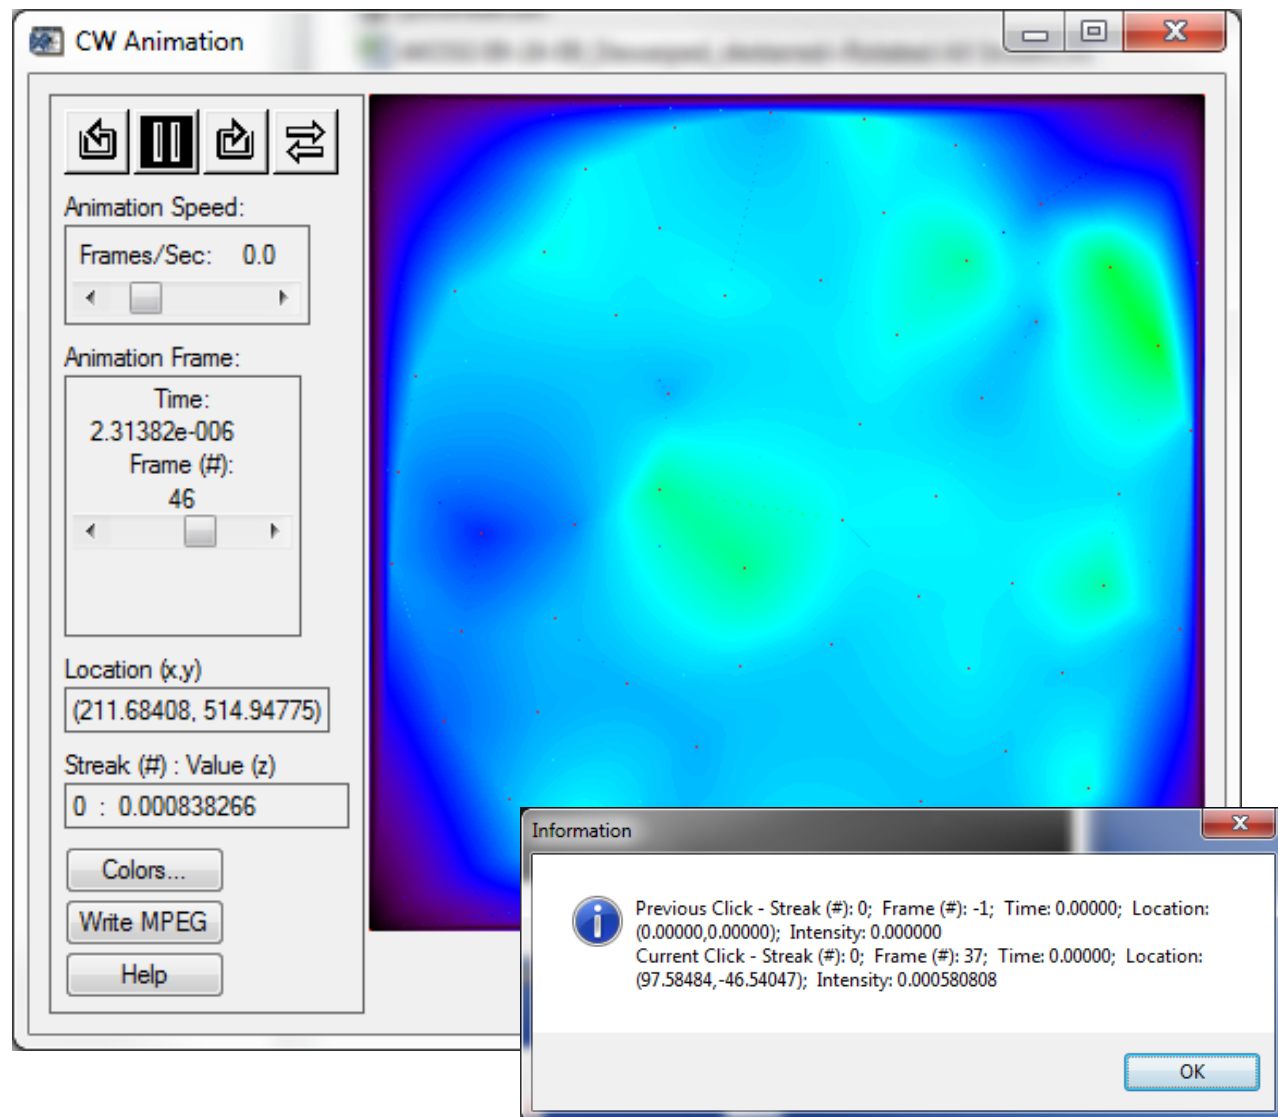 CW Animation
Animation Speed:
Frames/Sec: 0.0
Animation Frame:
Time:
2.31382e-006
Frame (#):
46
Location (x,y)
(211.68408, 514.94775)
Streak (#) : Value (z)
0 : 0.000838266
Colors...
Write MPEG
Help
Information
Previous Click - Streak (#): 0; Frame (#): -1; Time: 0.00000; Location:
(0.00000,0.00000); Intensity: 0.000000
Current Click - Streak (#): 0; Frame (#): 37; Time: 0.00000; Location:
(97.58484,-46.54047); Intensity: 0.000580808
OK